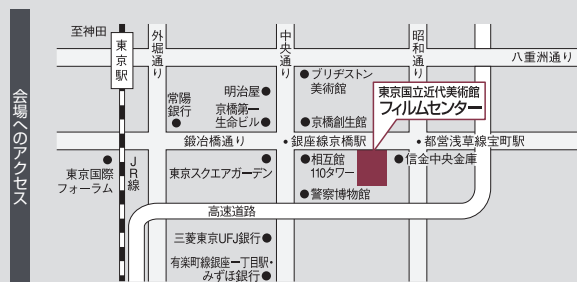 会場へのアクセス
至神田
東京駅
外堀通り
中央通り
昭和通り
八重洲通り
ブリヂストン
美術館
東京国立近代美術館
フィルムセンター
明治屋
常陽
銀行
京橋第一
生命ビル
京橋創生館
鍛冶橋通り
銀座線京橋駅
都営浅草線宝町駅
東京国際
フォーラム
JR線
東京スクエアガーデン
相互館
110タワー
信金中央金庫
警察博物館
高速道路
三菱東京UFJ銀行
有楽町線銀座一丁目駅・
みずほ銀行